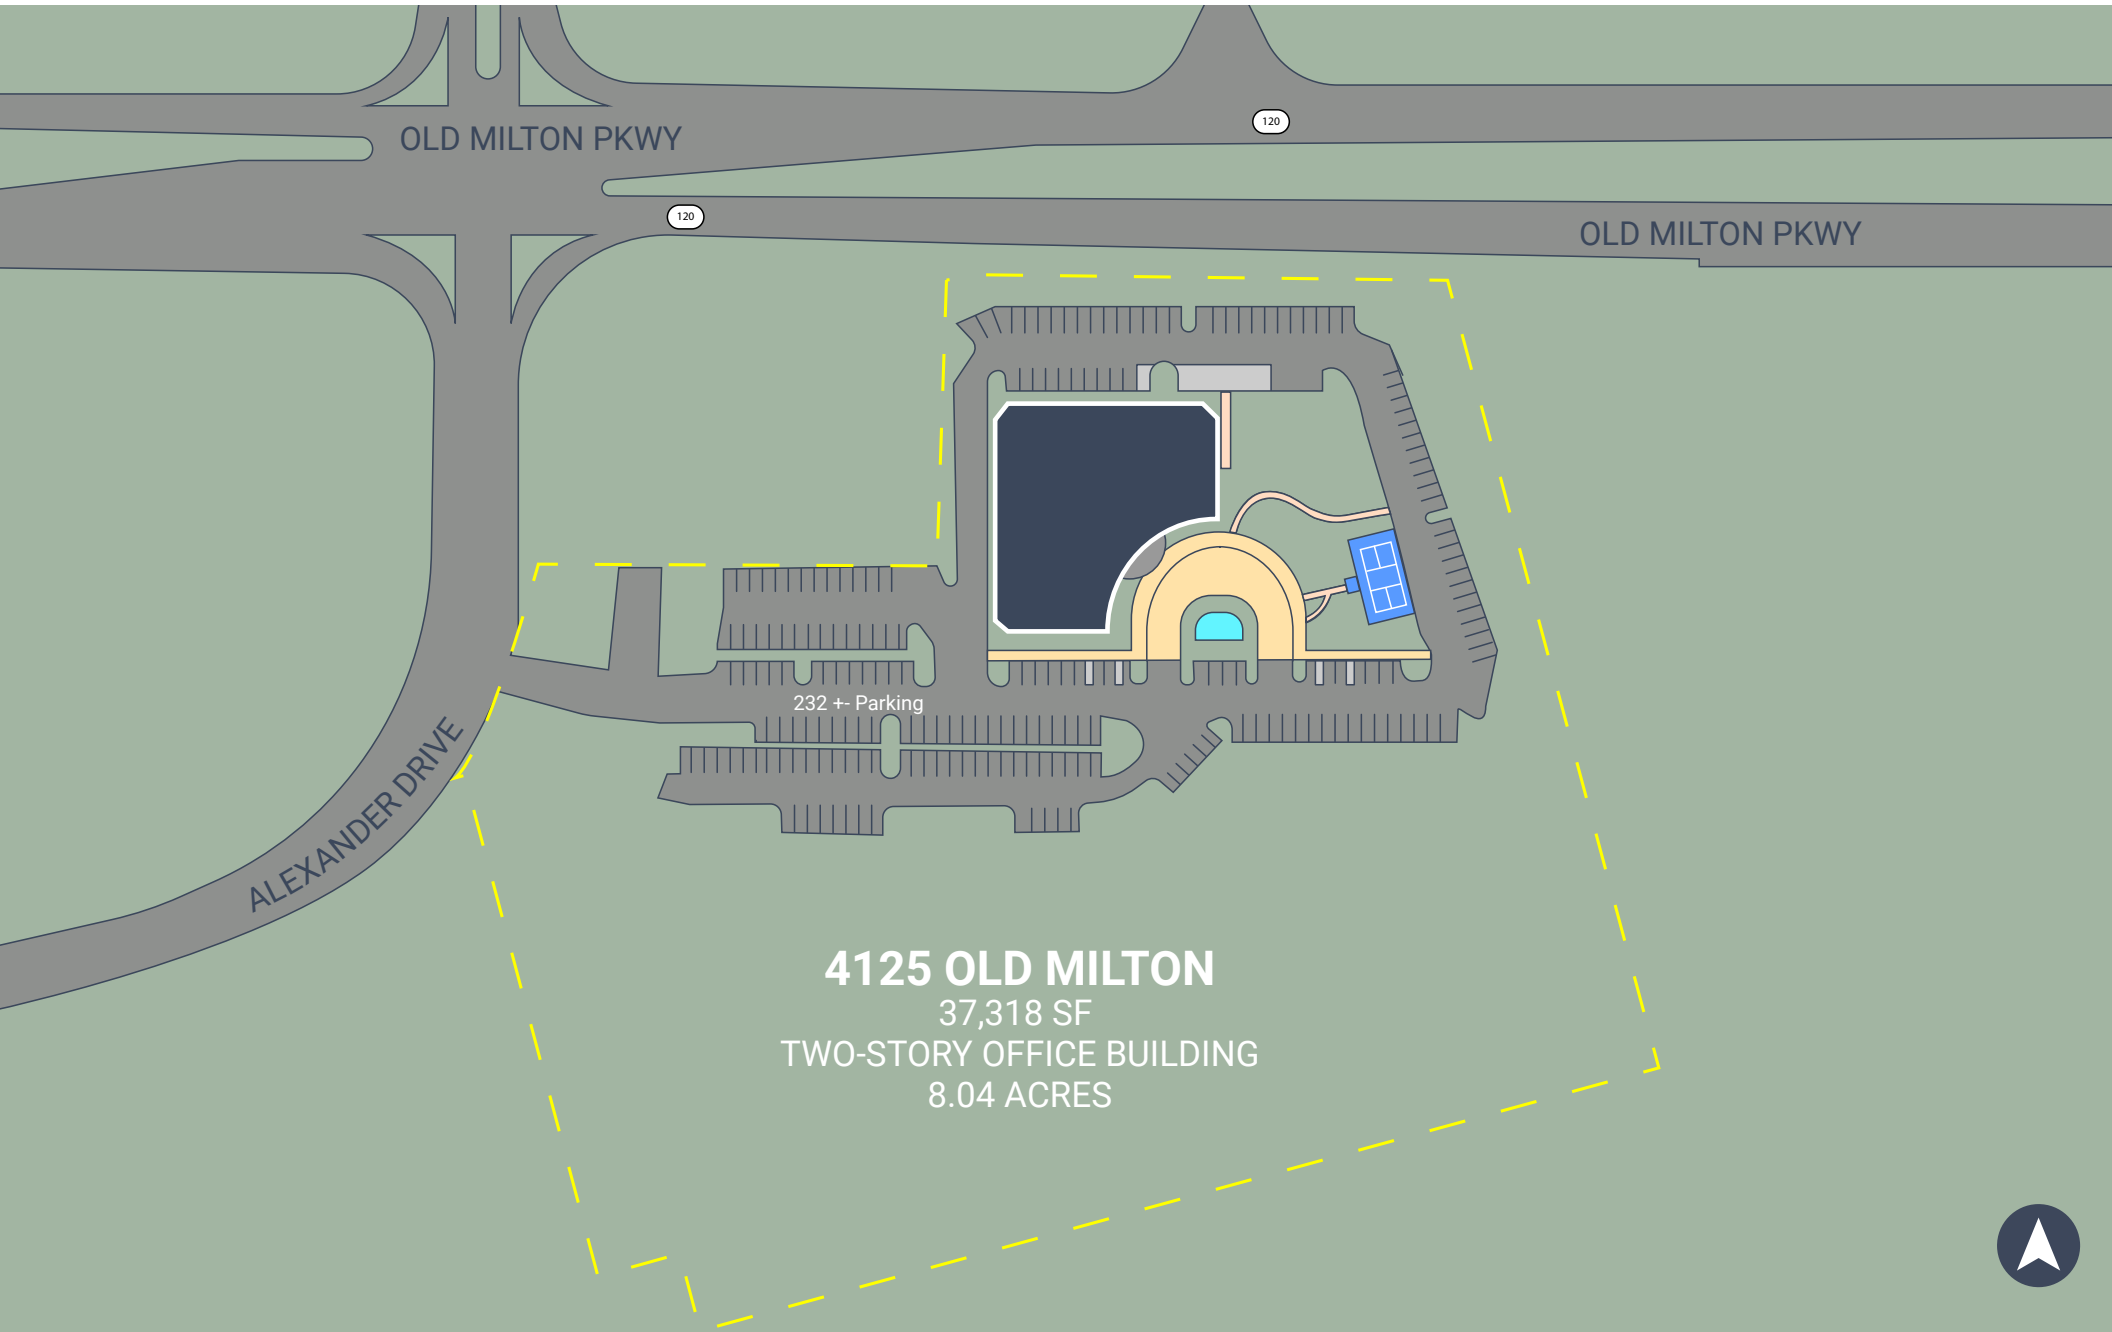 OLD MILTON PKWY
120
120
OLD MILTON PKWY
232 +- Parking
ALEXANDER DRIVE
4125 OLD MILTON
37,318 SF
TWO-STORY OFFICE BUILDING
8.04 ACRES